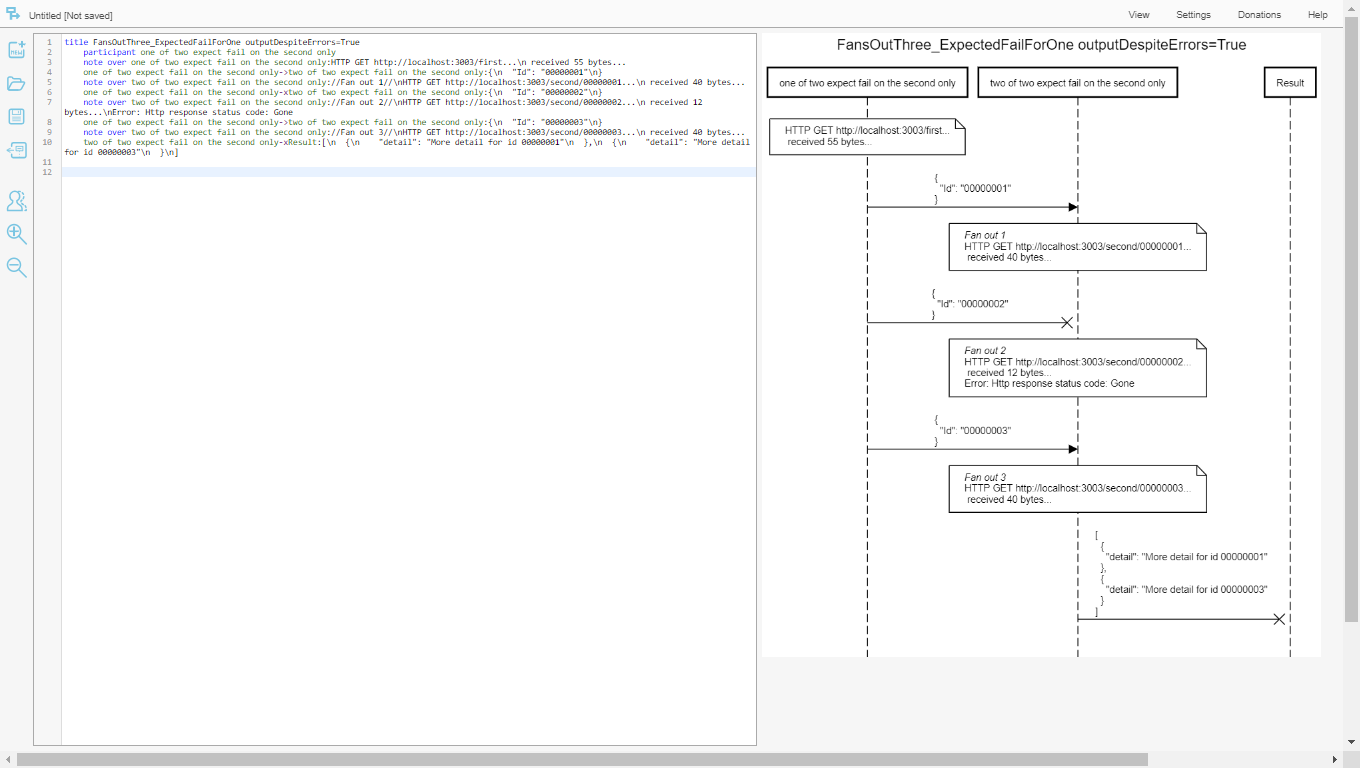 Untitled [Not saved]
View Settings Donations Help
1 title FansOutThree_ExpectedFailForOne outputDespiteErrors=True
2 participant one of two expect fail on the second only
3 note over one of two expect fail on the second only:HTTP GET http://localhost:3003/first...\n received 55 bytes...
4 one of two expect fail on the second only->two of two expect fail on the second only:{\n  "Id": "00000001"\n}
5 note over two of two expect fail on the second only://Fan out 1//\nHTTP GET http://localhost:3003/second/00000001...\n received 40 bytes...
6 one of two expect fail on the second only-xtwo of two expect fail on the second only:{\n  "Id": "00000002"\n}
7 note over two of two expect fail on the second only://Fan out 2//\nHTTP GET http://localhost:3003/second/00000002...\n received 12
bytes...\nError: Http response status code: Gone
8 one of two expect fail on the second only->two of two expect fail on the second only:{\n  "Id": "00000003"\n}
9 note over two of two expect fail on the second only://Fan out 3//\nHTTP GET http://localhost:3003/second/00000003...\n received 40 bytes...
10 two of two expect fail on the second only-xResult:[\n  {\n    "detail": "More detail for id 00000001"\n  },\n  {\n    "detail": "More detail
for id 00000003"\n  }\n]
11
12
FansOutThree_ExpectedFailForOne outputDespiteErrors=True
one of two expect fail on the second only two of two expect fail on the second only Result
HTTP GET http://localhost:3003/first...
received 55 bytes...
{
"Id": "00000001"
}
Fan out 1
HTTP GET http://localhost:3003/second/00000001...
received 40 bytes...
{
"Id": "00000002"
}
Fan out 2
HTTP GET http://localhost:3003/second/00000002...
received 12 bytes...
Error: Http response status code: Gone
{
"Id": "00000003"
}
Fan out 3
HTTP GET http://localhost:3003/second/00000003...
received 40 bytes...
[
{
"detail": "More detail for id 00000001"
},
{
"detail": "More detail for id 00000003"
}
]
NEW